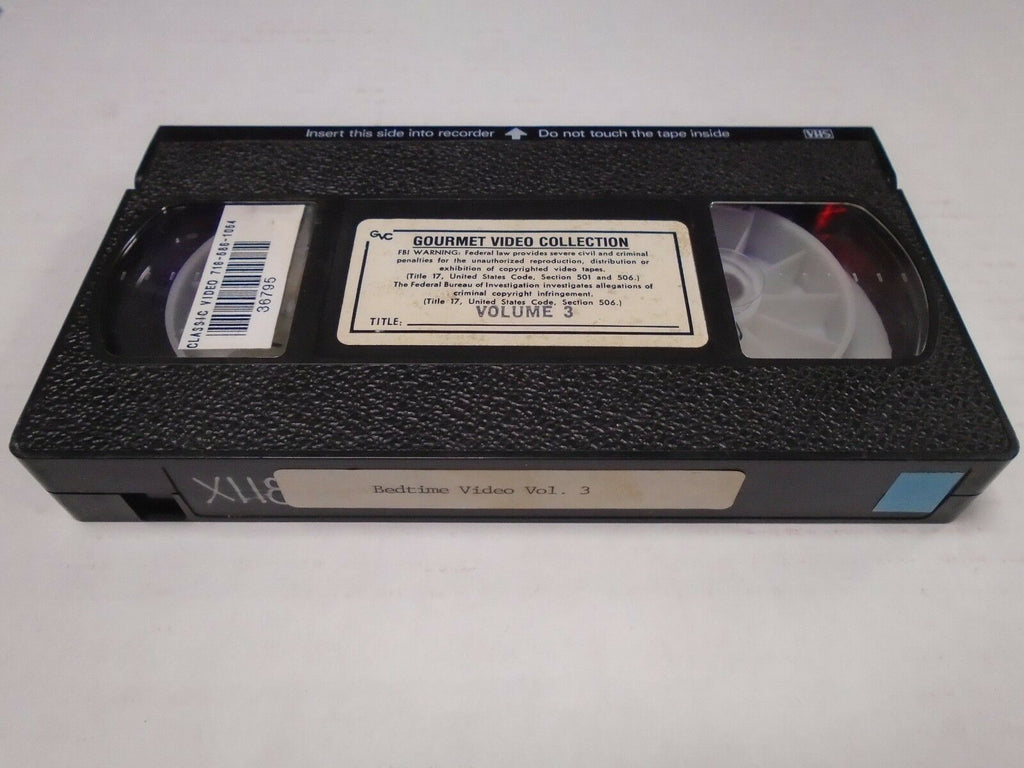 Insert this side into recorder Do not touch the tape inside VHS
CLASSIC VIDEO 718-688-1064
36795
GVC
GOURMET VIDEO COLLECTION
FBI WARNING: Federal law provides severe civil and criminal
penalties for the unauthorized reproduction, distribution or
exhibition of copyrighted video tapes.
(Title 17, United States Code, Section 501 and 506.)
The Federal Bureau of Investigation investigates allegations of
criminal copyright infringement.
(Title 17, United States Code, Section 506.)
VOLUME 3
TITLE:
Bedtime Video Vol. 3